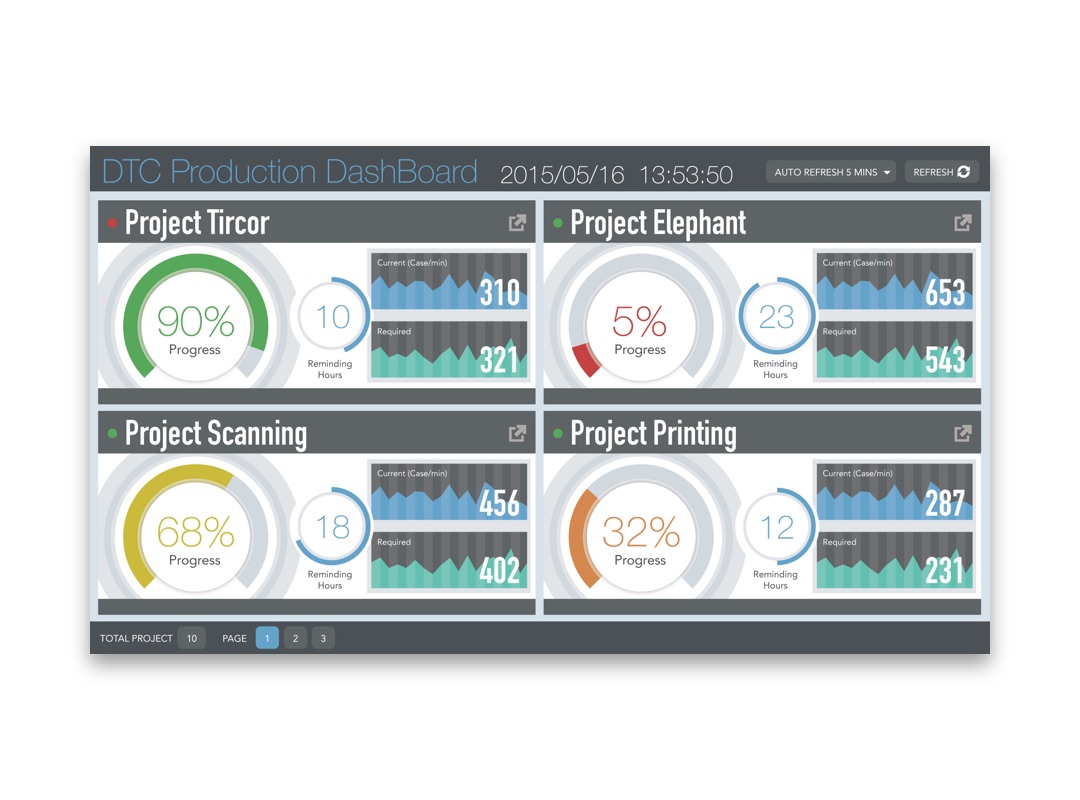 DTC Production DashBoard 2015/05/16 13:53:50 AUTO REFRESH 5 MINS REFRESH
Project Tircor
90%
Progress
10
Reminding
Hours
Current (Case/min)
310
Required
321
Project Elephant
5%
Progress
23
Reminding
Hours
Current (Case/min)
653
Required
543
Project Scanning
68%
Progress
18
Reminding
Hours
Current (Case/min)
456
Required
402
Project Printing
32%
Progress
12
Reminding
Hours
Current (Case/min)
287
Required
231
TOTAL PROJECT 10 PAGE 1 2 3